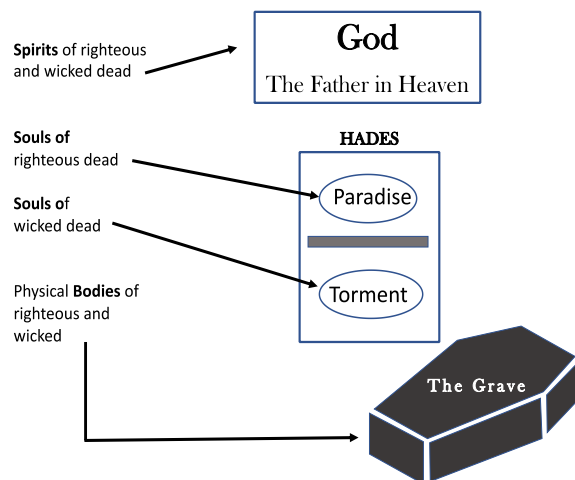 Spirits of righteous
and wicked dead
God
The Father in Heaven
Souls of
righteous dead
HADES
Paradise
Souls of
wicked dead
Torment
Physical Bodies of
righteous and
wicked
The Grave